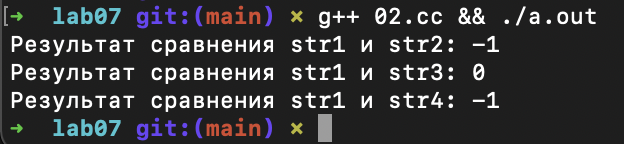 → lab07 git:(main) × g++ 02.cc && ./a.out
Результат сравнения str1 и str2: -1
Результат сравнения str1 и str3: 0
Результат сравнения str1 и str4: -1
→ lab07 git:(main) ×